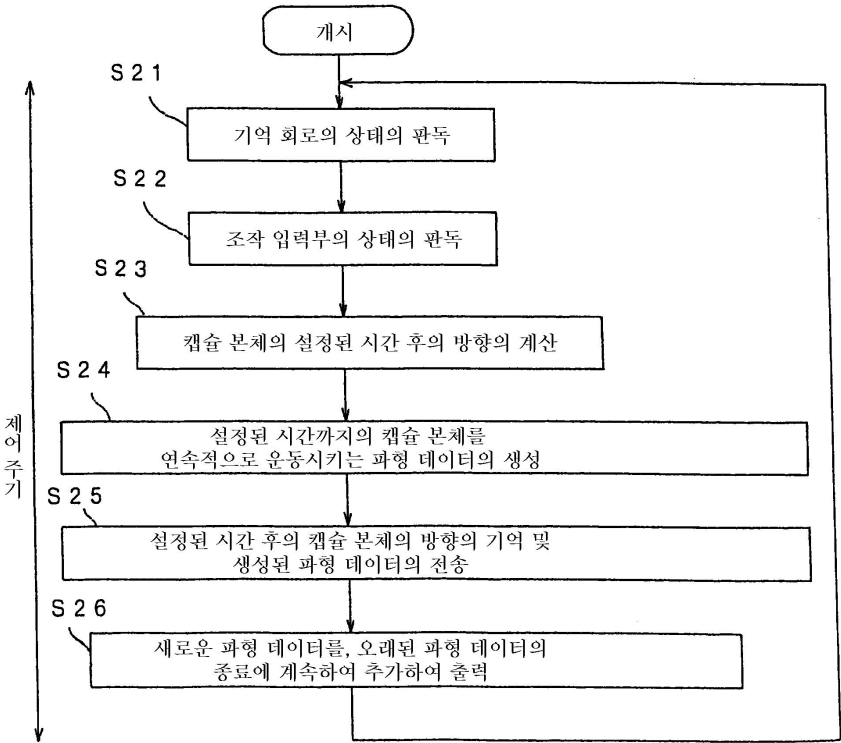 개시
S21
기억 회로의 상태의 판독
S22
조작 입력부의 상태의 판독
S23
캡슐 본체의 설정된 시간 후의 방향의 계산
S24
설정된 시간까지의 캡슐 본체를
연속적으로 운동시키는 파형 데이터의 생성
제어 주기
S25
설정된 시간 후의 캡슐 본체의 방향의 기억 및
생성된 파형 데이터의 전송
S26
새로운 파형 데이터를, 오래된 파형 데이터의
종료에 계속하여 추가하여 출력